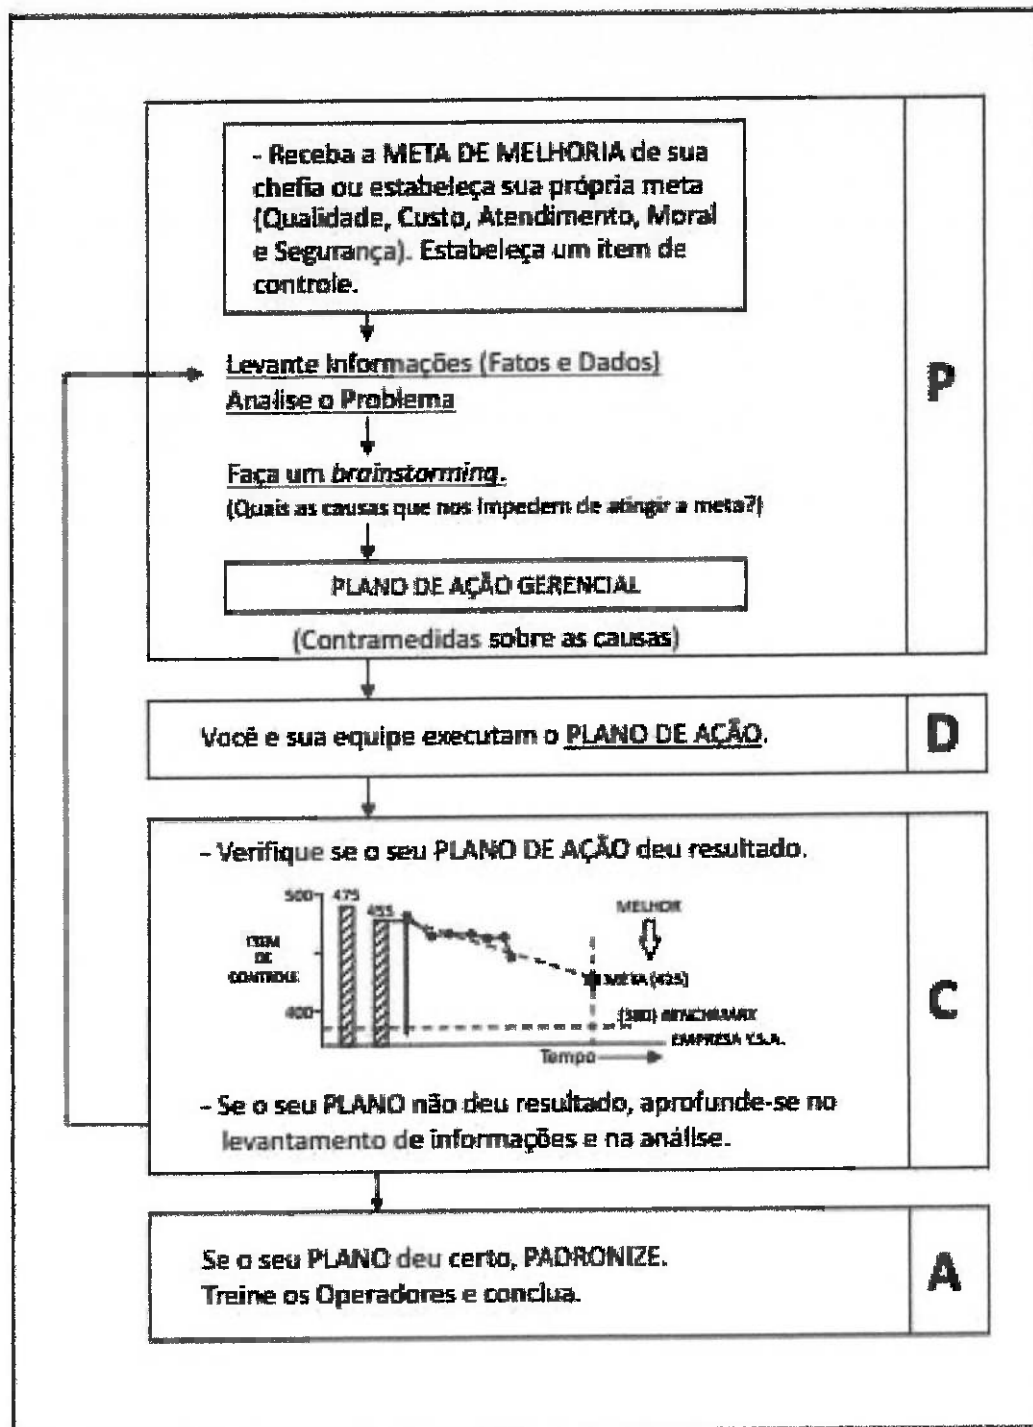 - Receba a META DE MELHORIA de sua
chefia ou estabeleça sua própria meta
(Qualidade, Custo, Atendimento, Moral
e Segurança). Estabeleça um item de
controle.
Levante Informações (Fatos e Dados)
Analise o Problema
P
Faça um brainstorming.
(Quais as causas que nos impedem de atingir a meta?)
PLANO DE AÇÃO GERENCIAL
(Contramedidas sobre as causas)
Você e sua equipe executam o PLANO DE AÇÃO.
D
- Verifique se o seu PLANO DE AÇÃO deu resultado.
500
475
455
MELHOR
ITEM
DE
CONTROLE
META (425)
400
(380) BENCHMARK
EMPRESA Y.S.A.
Tempo
C
- Se o seu PLANO não deu resultado, aprofunde-se no
levantamento de informações e na análise.
Se o seu PLANO deu certo, PADRONIZE.
Treine os Operadores e conclua.
A